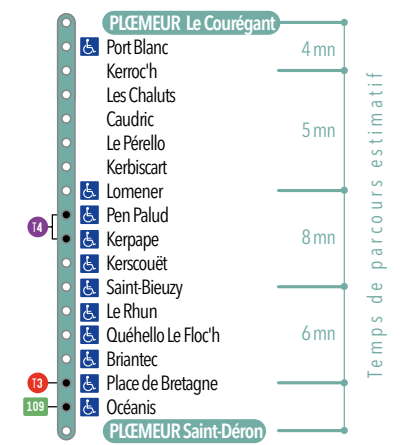 PLŒMEUR Le Courégant
Port Blanc
4 mn
Kerroc'h
Les Chaluts
Caudric
5 mn
Le Pérello
Kerbiscart
Lomener
Pen Palud
T4
Kerpape
8 mn
Kerscouët
Saint-Bieuzy
Le Rhun
Quéhello Le Floc'h
6 mn
Briantec
T3
Place de Bretagne
109
Océanis
PLŒMEUR Saint-Déron
Temps de parcours estimatif